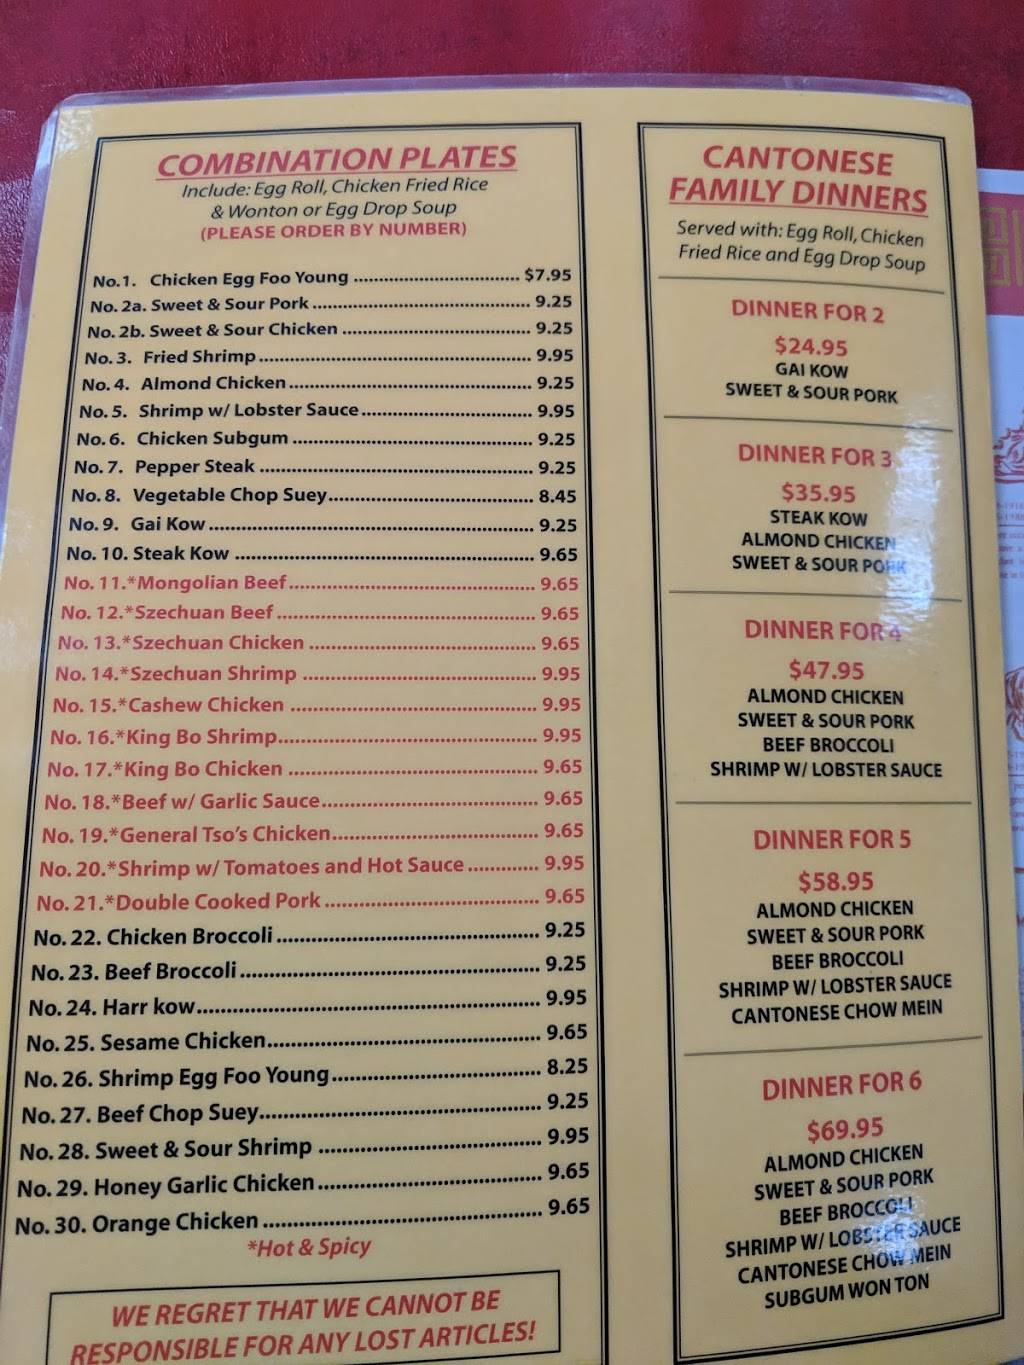 COMBINATION PLATES
Include: Egg Roll, Chicken Fried Rice
& Wonton or Egg Drop Soup
(PLEASE ORDER BY NUMBER)
No.1. Chicken Egg Foo Young ........................... $7.95
No.2a. Sweet & Sour Pork ................................... 9.25
No.2b. Sweet & Sour Chicken .............................. 9.25
No.3. Fried Shrimp ............................................. 9.95
No.4. Almond Chicken ........................................ 9.25
No.5. Shrimp w/ Lobster Sauce ............................ 9.95
No.6. Chicken Subgum ....................................... 9.25
No.7. Pepper Steak ............................................ 9.25
No.8. Vegetable Chop Suey ................................. 8.45
No.9. Gai Kow ..................................................... 9.25
No. 10. Steak Kow ................................................ 9.65
No. 11.*Mongolian Beef ........................................ 9.65
No. 12.*Szechuan Beef .......................................... 9.65
No. 13.*Szechuan Chicken .................................... 9.65
No. 14.*Szechuan Shrimp ..................................... 9.95
No. 15.*Cashew Chicken ....................................... 9.95
No. 16.*King Bo Shrimp ........................................ 9.95
No. 17.*King Bo Chicken ....................................... 9.65
No. 18.*Beef w/ Garlic Sauce ................................. 9.65
No. 19.*General Tso's Chicken ............................... 9.65
No. 20.*Shrimp w/ Tomatoes and Hot Sauce ........... 9.95
No. 21.*Double Cooked Pork ................................. 9.65
No. 22. Chicken Broccoli ....................................... 9.25
No. 23. Beef Broccoli ............................................ 9.25
No. 24. Harr kow .................................................. 9.95
No. 25. Sesame Chicken ........................................ 9.65
No. 26. Shrimp Egg Foo Young .............................. 8.25
No. 27. Beef Chop Suey ......................................... 9.25
No. 28. Sweet & Sour Shrimp ................................ 9.95
No. 29. Honey Garlic Chicken ................................ 9.65
No. 30. Orange Chicken ........................................ 9.65
*Hot & Spicy
WE REGRET THAT WE CANNOT BE
RESPONSIBLE FOR ANY LOST ARTICLES!
CANTONESE
FAMILY DINNERS
Served with: Egg Roll, Chicken
Fried Rice and Egg Drop Soup
DINNER FOR 2
$24.95
GAI KOW
SWEET & SOUR PORK
DINNER FOR 3
$35.95
STEAK KOW
ALMOND CHICKEN
SWEET & SOUR PORK
DINNER FOR 4
$47.95
ALMOND CHICKEN
SWEET & SOUR PORK
BEEF BROCCOLI
SHRIMP W/ LOBSTER SAUCE
DINNER FOR 5
$58.95
ALMOND CHICKEN
SWEET & SOUR PORK
BEEF BROCCOLI
SHRIMP W/ LOBSTER SAUCE
CANTONESE CHOW MEIN
DINNER FOR 6
$69.95
ALMOND CHICKEN
SWEET & SOUR PORK
BEEF BROCCOLI
SHRIMP W/ LOBSTER SAUCE
CANTONESE CHOW MEIN
SUBGUM WON TON